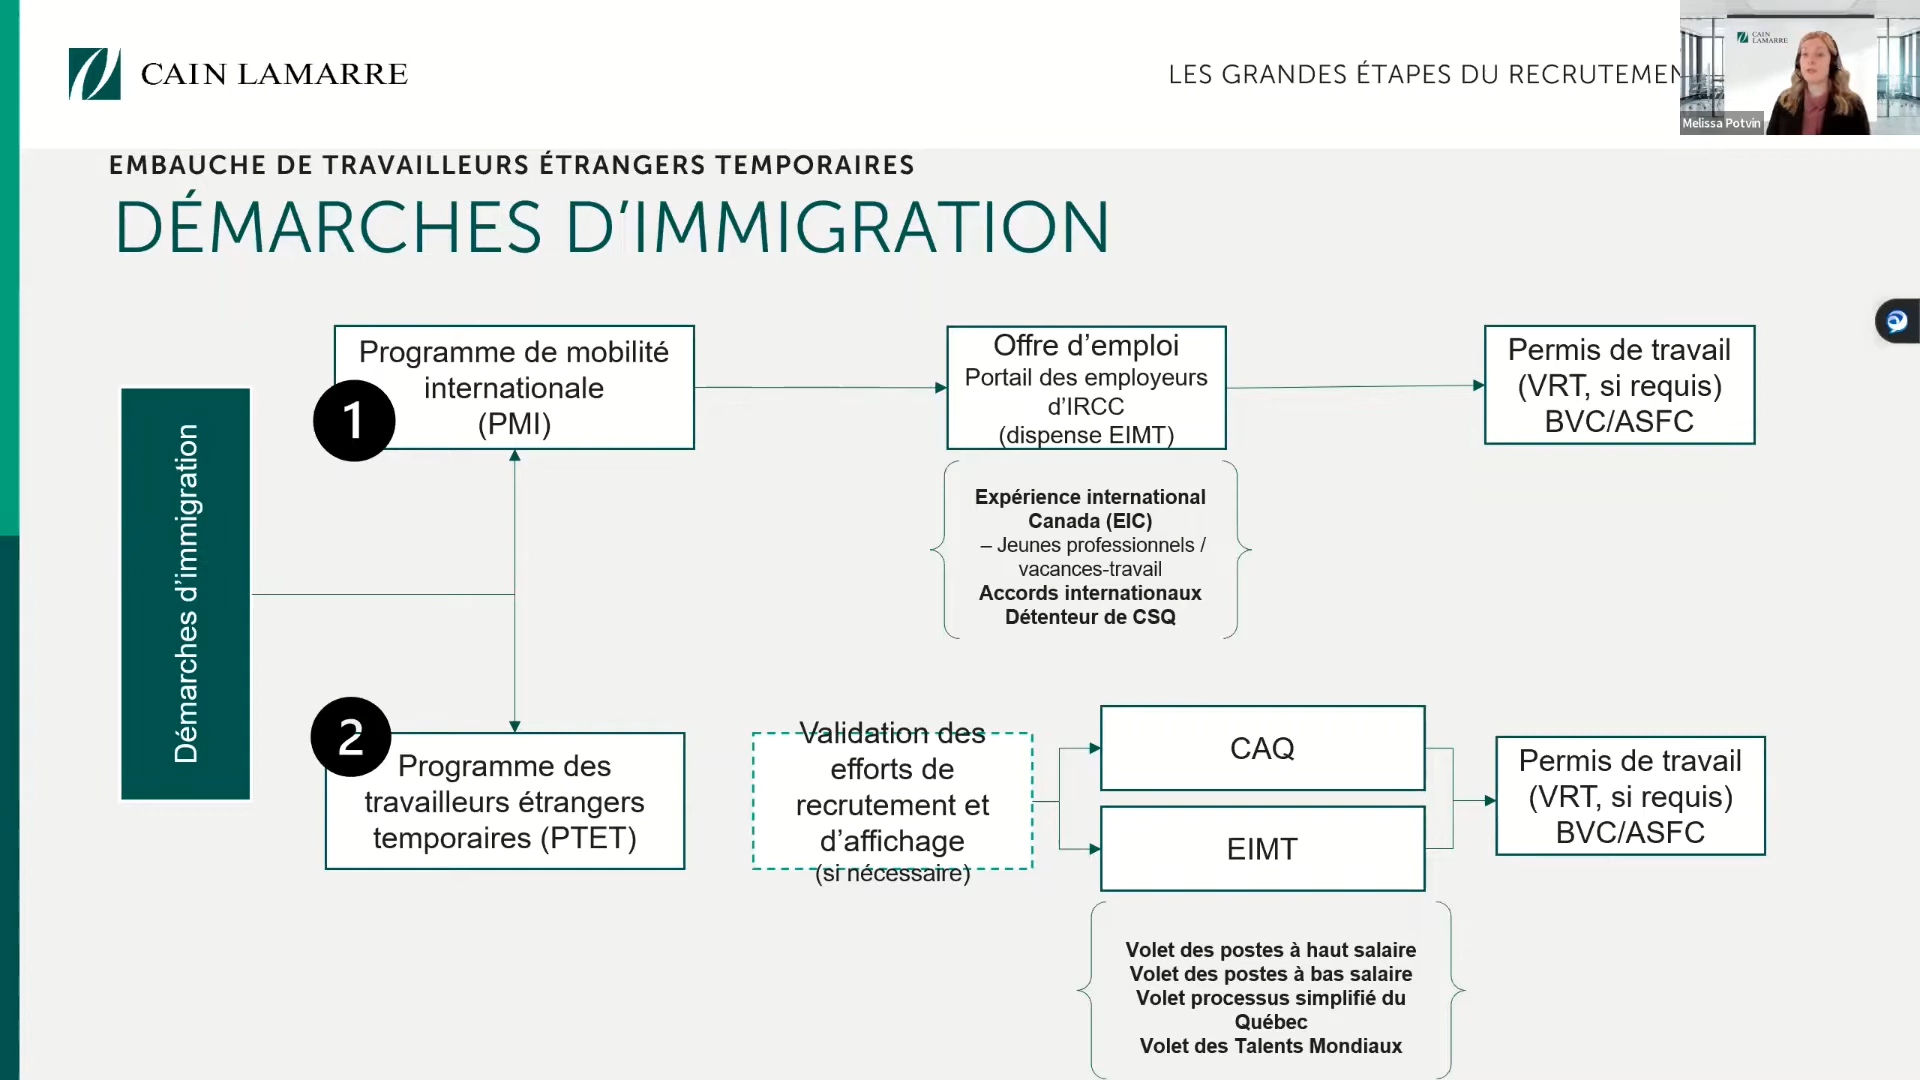 CAIN LAMARRE
LES GRANDES ÉTAPES DU RECRUTEMEN
CAIN
LAMARRE
Melissa Potvin
EMBAUCHE DE TRAVAILLEURS ÉTRANGERS TEMPORAIRES
DÉMARCHES D'IMMIGRATION
Démarches d'immigration
1
Programme de mobilité
internationale
(PMI)
Offre d'emploi
Portail des employeurs
d'IRCC
(dispense EIMT)
Permis de travail
(VRT, si requis)
BVC/ASFC
Expérience international
Canada (EIC)
– Jeunes professionnels /
vacances-travail
Accords internationaux
Détenteur de CSQ
2
Programme des
travailleurs étrangers
temporaires (PTET)
Validation des
efforts de
recrutement et
d'affichage
(si nécessaire)
CAQ
EIMT
Permis de travail
(VRT, si requis)
BVC/ASFC
Volet des postes à haut salaire
Volet des postes à bas salaire
Volet processus simplifié du
Québec
Volet des Talents Mondiaux